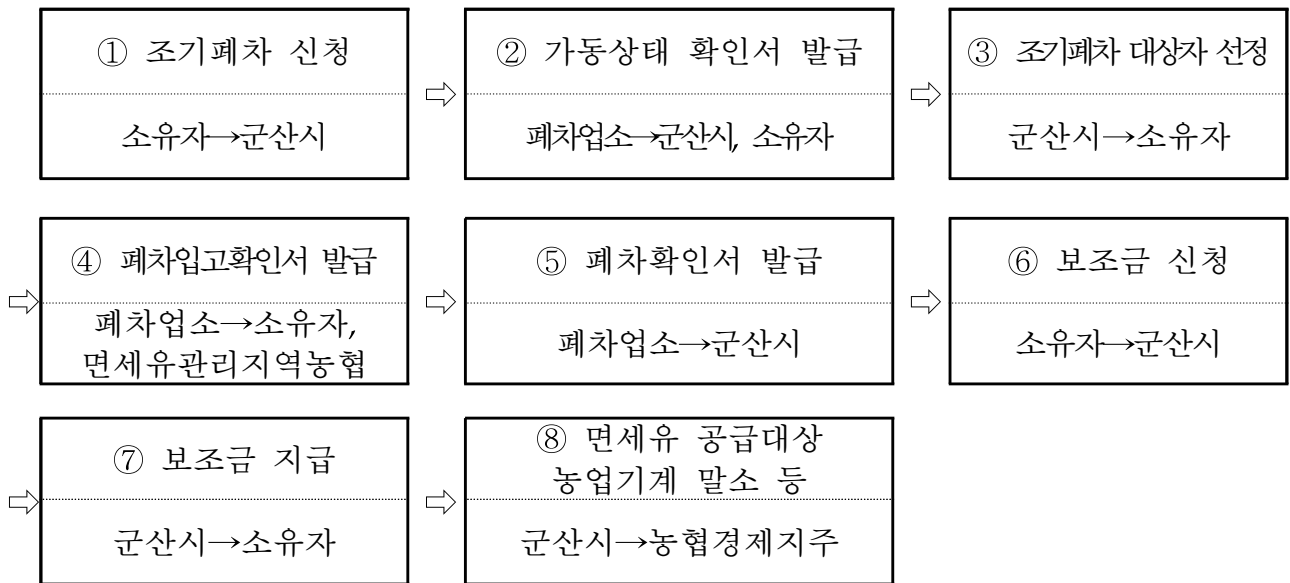 ① 조기폐차 신청
소유자→군산시
⇨
② 가동상태 확인서 발급
폐차업소→군산시, 소유자
⇨
③ 조기폐차 대상자 선정
군산시→소유자
⇨
④ 폐차입고확인서 발급
폐차업소→소유자,
면세유관리지역농협
⇨
⑤ 폐차확인서 발급
폐차업소→군산시
⇨
⑥ 보조금 신청
소유자→군산시
⇨
⑦ 보조금 지급
군산시→소유자
⇨
⑧ 면세유 공급대상
농업기계 말소 등
군산시→농협경제지주